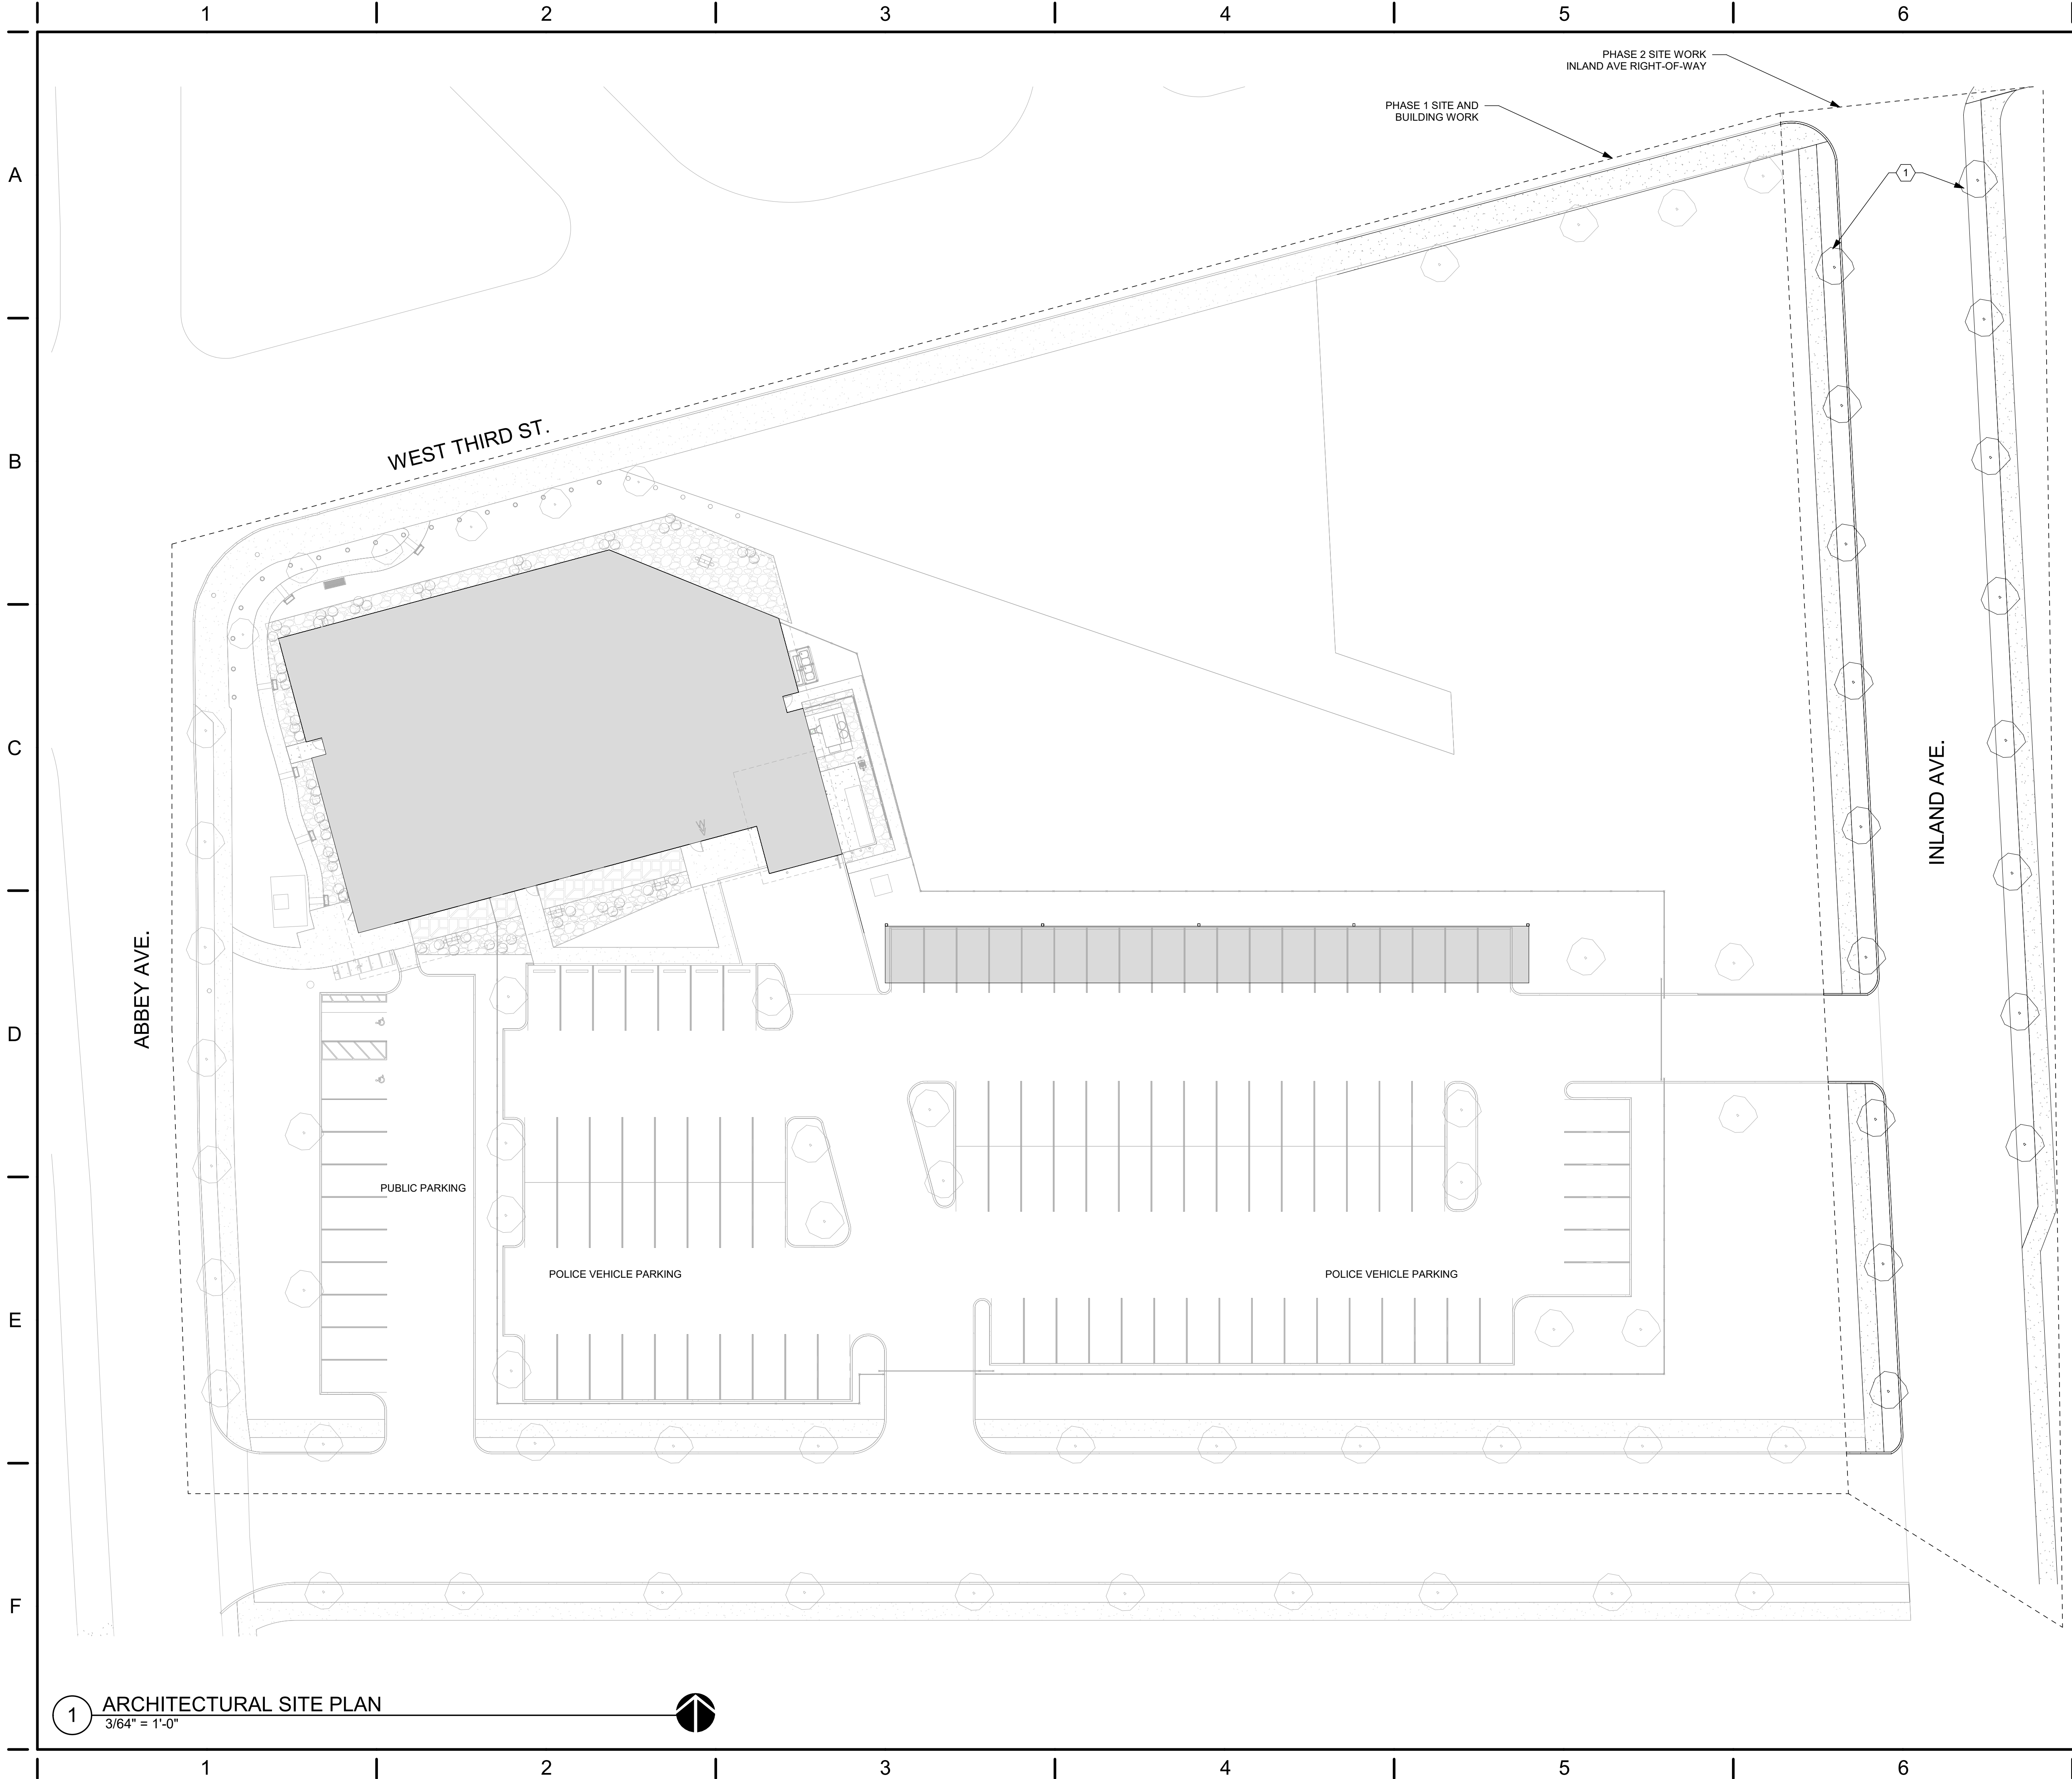 1 2 3 4 5 6
PHASE 2 SITE WORK
INLAND AVE RIGHT-OF-WAY
PHASE 1 SITE AND
BUILDING WORK
A
1
B
WEST THIRD ST.
C
INLAND AVE.
ABBEY AVE.
D
PUBLIC PARKING
POLICE VEHICLE PARKING
POLICE VEHICLE PARKING
E
F
1
ARCHITECTURAL SITE PLAN
3/64" = 1'-0"
1 2 3 4 5 6